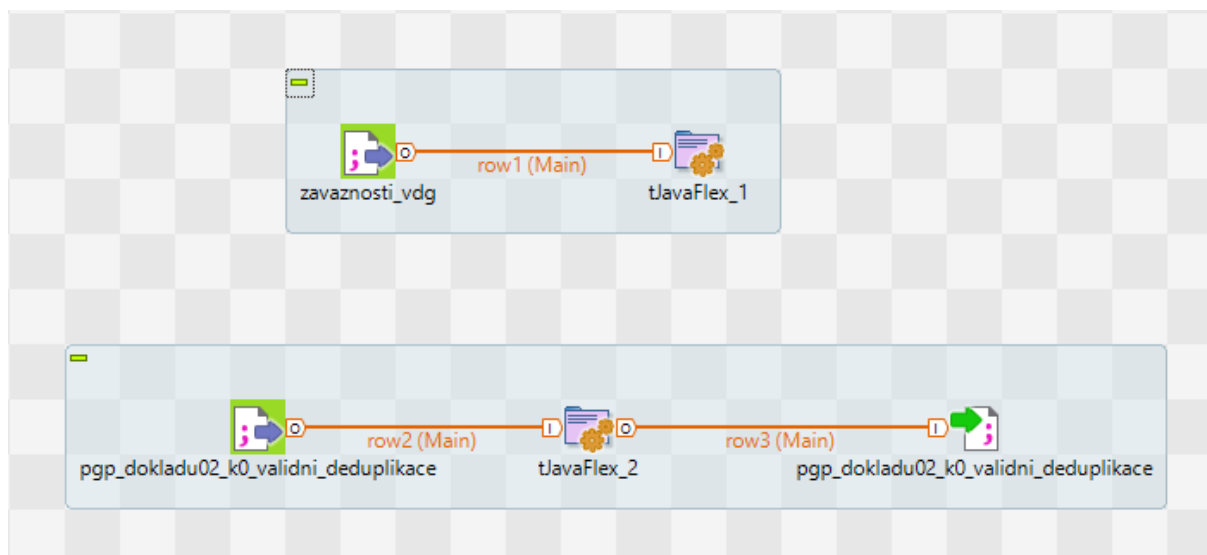 row1 (Main)
zavaznosti_vdg
tJavaFlex_1
row2 (Main)
row3 (Main)
pgp_dokladu02_k0_validni_deduplikace
tJavaFlex_2
pgp_dokladu02_k0_validni_deduplikace